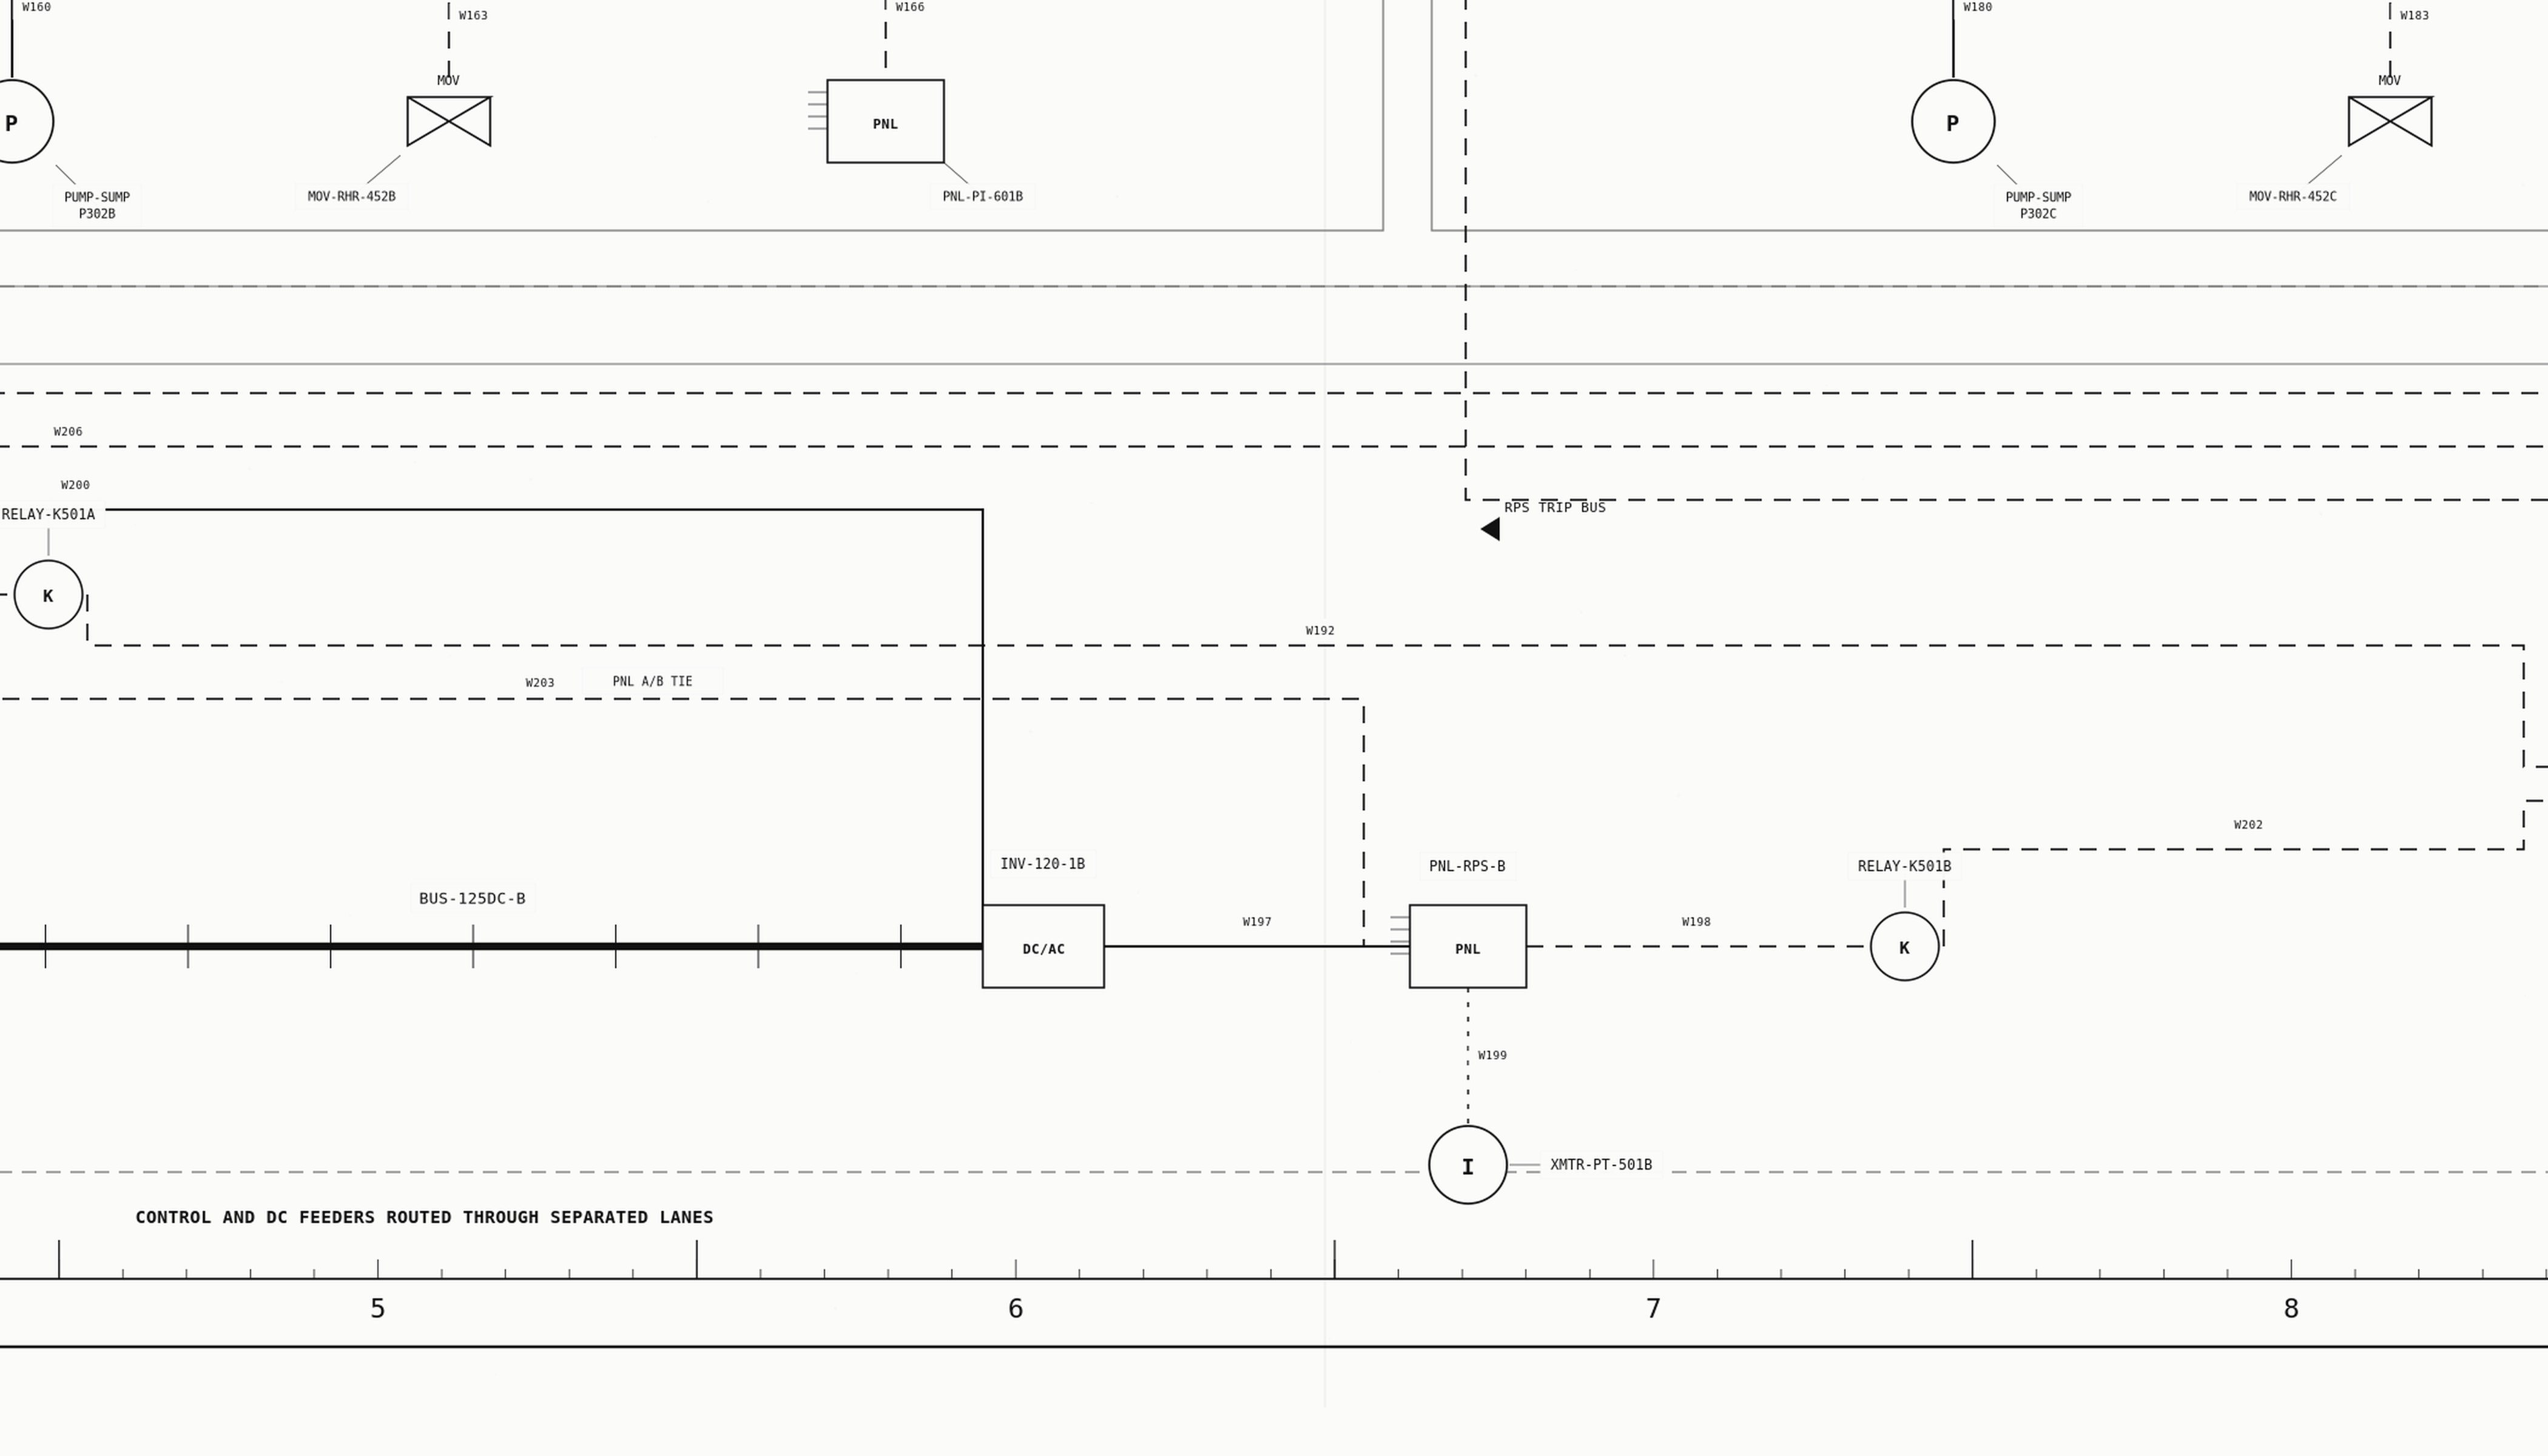 W160
W163
W166
W180
W183
MOV
MOV
P
PNL
P
PUMP-SUMP
P302B
MOV-RHR-452B
PNL-PI-601B
PUMP-SUMP
P302C
MOV-RHR-452C
W206
W200
RELAY-K501A
RPS TRIP BUS
K
W192
W203
PNL A/B TIE
W202
INV-120-1B
PNL-RPS-B
RELAY-K501B
BUS-125DC-B
W197
W198
DC/AC
PNL
K
W199
I
XMTR-PT-501B
CONTROL AND DC FEEDERS ROUTED THROUGH SEPARATED LANES
5
6
7
8